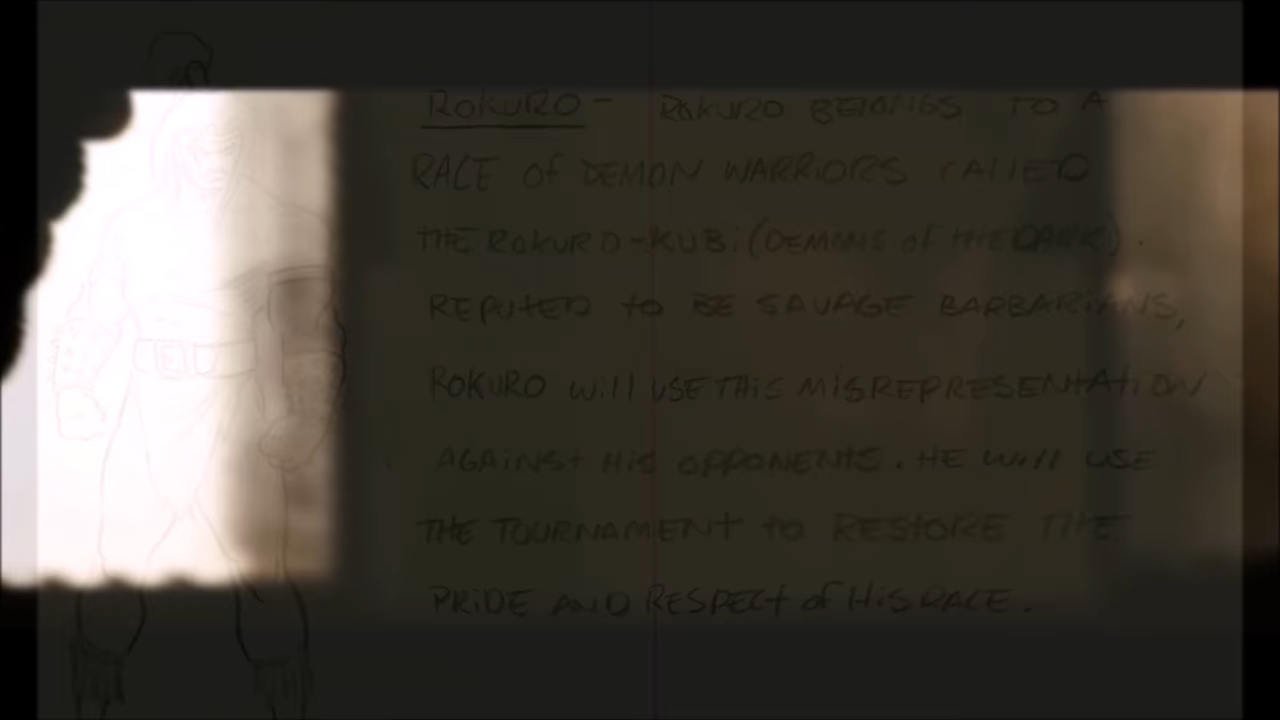 ROKURO - ROKURO BELONGS TO A
RACE Of DEMON WARRiORS CAllED
THE ROKURO-KUBi (DEMONS of tHE DARK).
REPUTED to BE SAVAGE BARBARiANS,
ROKURO will USE THiS MiSREPRESENtAtiON
AGAiNSt HiS OPPONENtS. HE Will USE
THE TOURNAMENT to RESTORE THE
PRiDE AND RESPECt of HiS RACE.